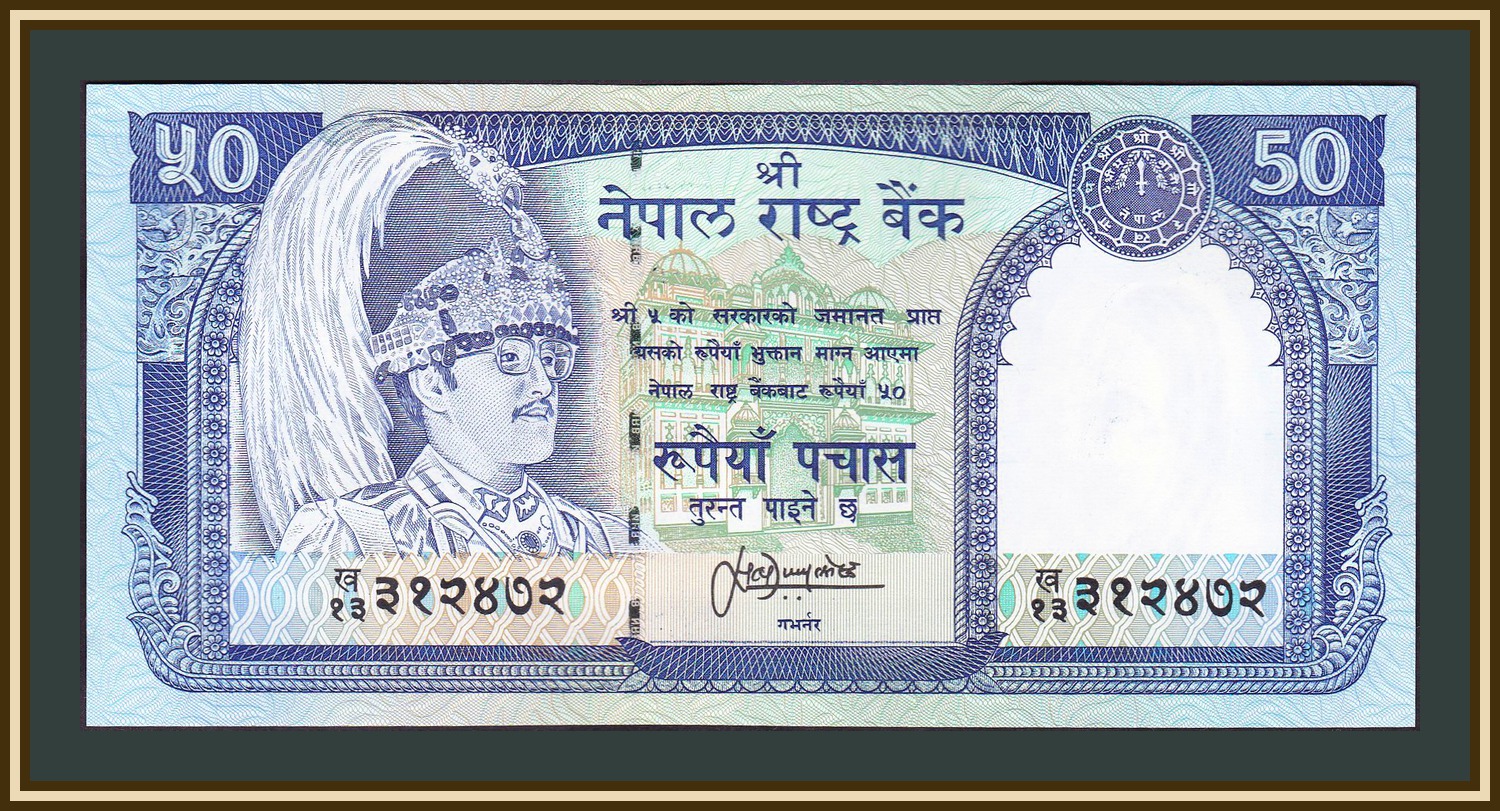 ५०
50
श्री
नेपाल राष्ट्र बैंक
श्री ५ को सरकारको जमानत प्राप्त
यसको रूपैयाँ भुक्तान माग्न आएमा
नेपाल राष्ट्र बैंकबाट रूपैयाँ ५०
रूपैयाँ पचास
तुरन्त पाइने छ
ख
१३ ३१२४७२
गभर्नर
ख
१३ ३१२४७२